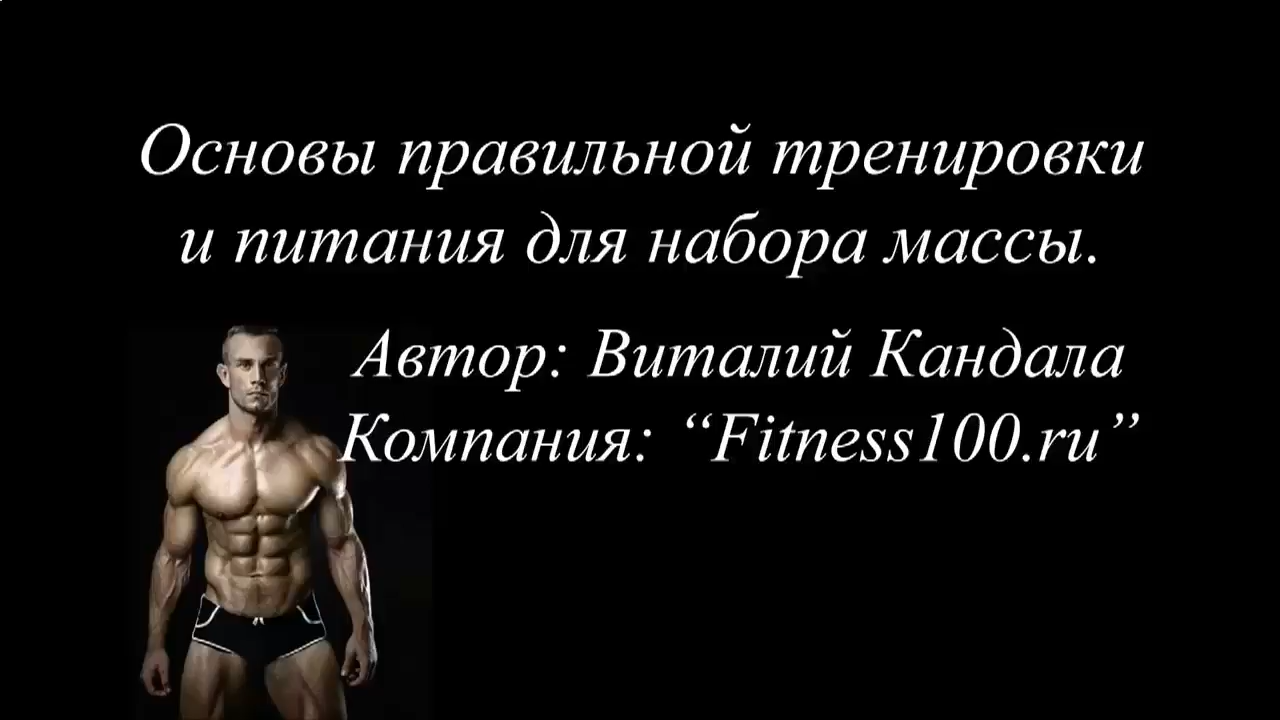 Основы правильной тренировки
и питания для набора массы.
Автор: Виталий Кандала
Компания: “Fitness100.ru”